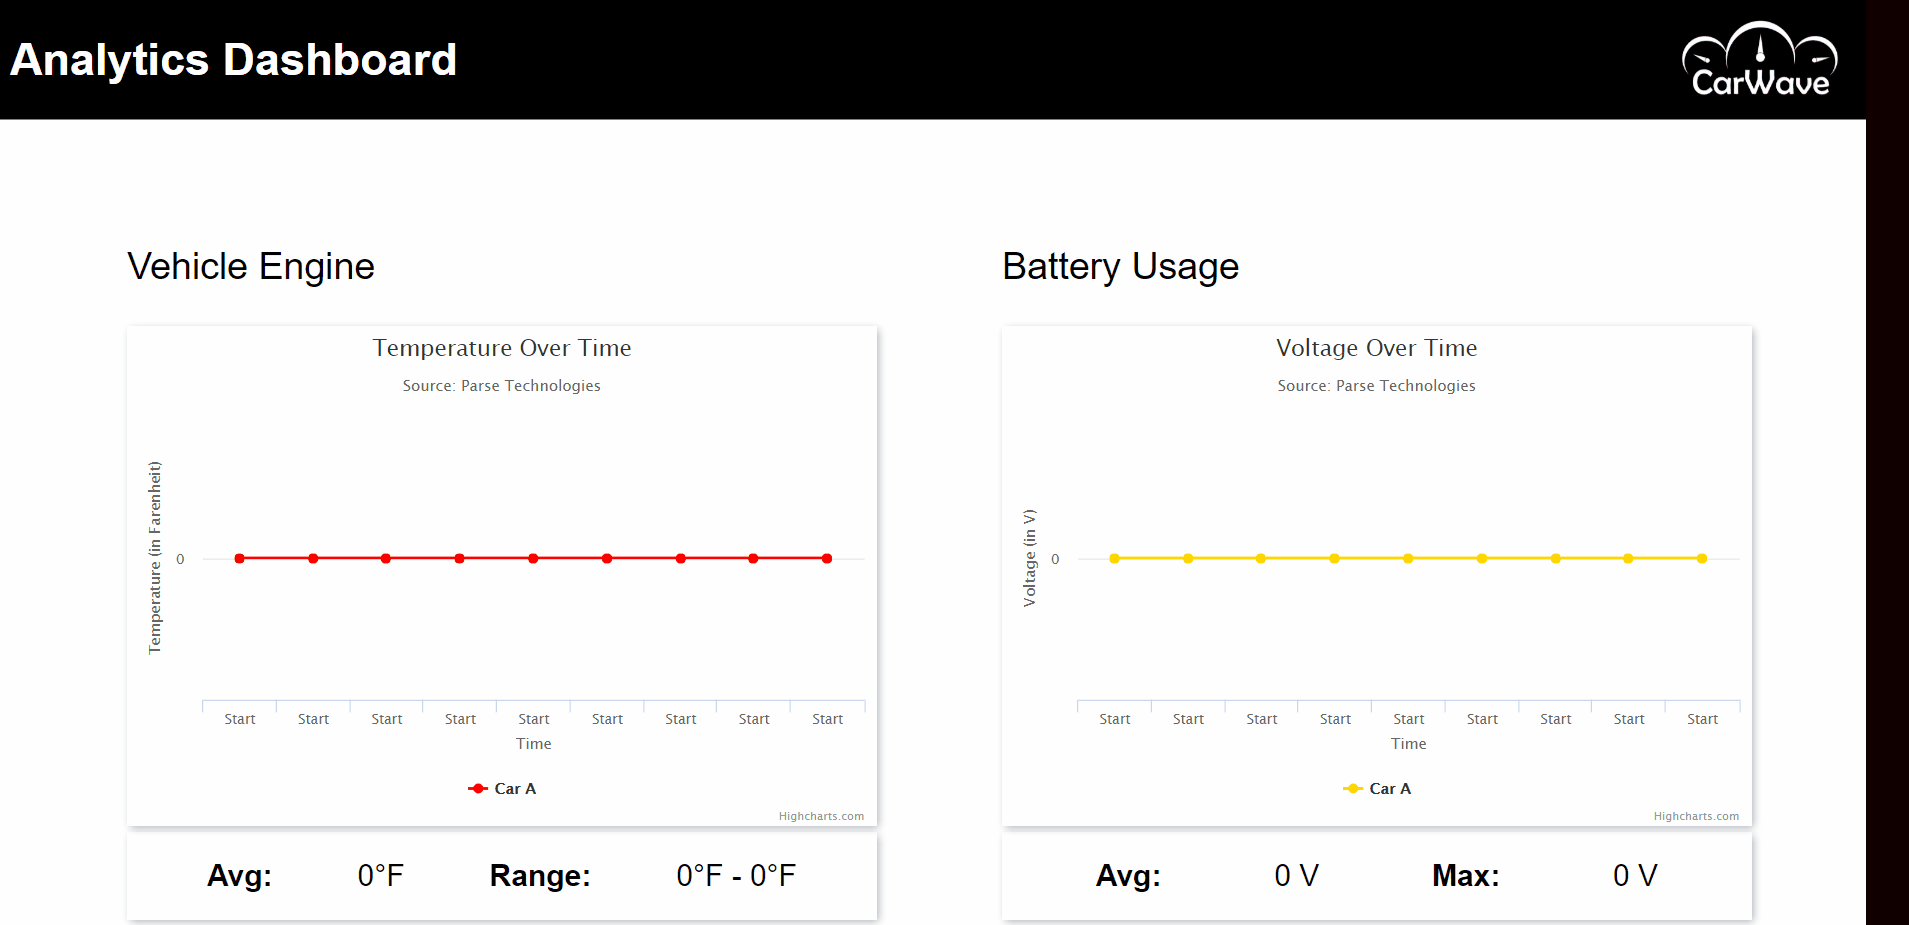 Analytics Dashboard
CarWave
Vehicle Engine
Temperature Over Time
Source: Parse Technologies
Temperature (in Farenheit)
0
Start Start Start Start Start Start Start Start Start
Time
Car A
Highcharts.com
Avg: 0°F Range: 0°F - 0°F
Battery Usage
Voltage Over Time
Source: Parse Technologies
Voltage (in V)
0
Start Start Start Start Start Start Start Start Start
Time
Car A
Highcharts.com
Avg: 0 V Max: 0 V